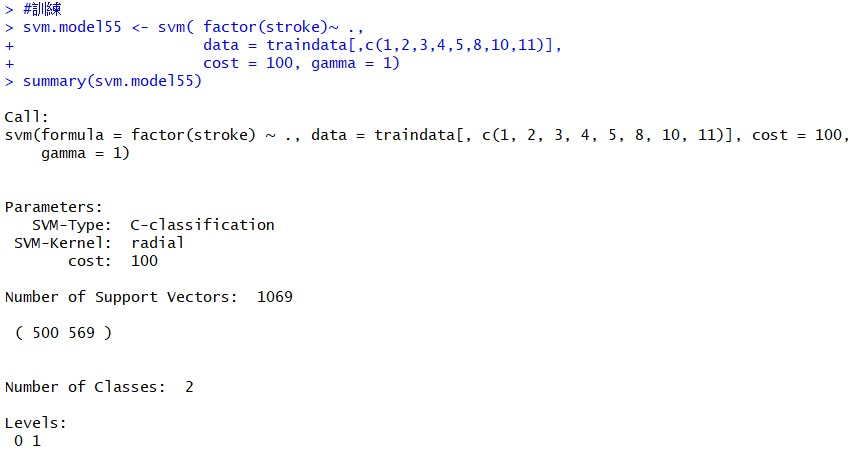 > #訓練
> svm.model55 <- svm( factor(stroke)~ .,
+                     data = traindata[,c(1,2,3,4,5,8,10,11)],
+                     cost = 100, gamma = 1)
> summary(svm.model55)
Call:
svm(formula = factor(stroke) ~ ., data = traindata[, c(1, 2, 3, 4, 5, 8, 10, 11)], cost = 100,
    gamma = 1)
Parameters:
   SVM-Type:  C-classification
 SVM-Kernel:  radial
       cost:  100
Number of Support Vectors:  1069
 ( 500 569 )
Number of Classes:  2
Levels:
 0 1